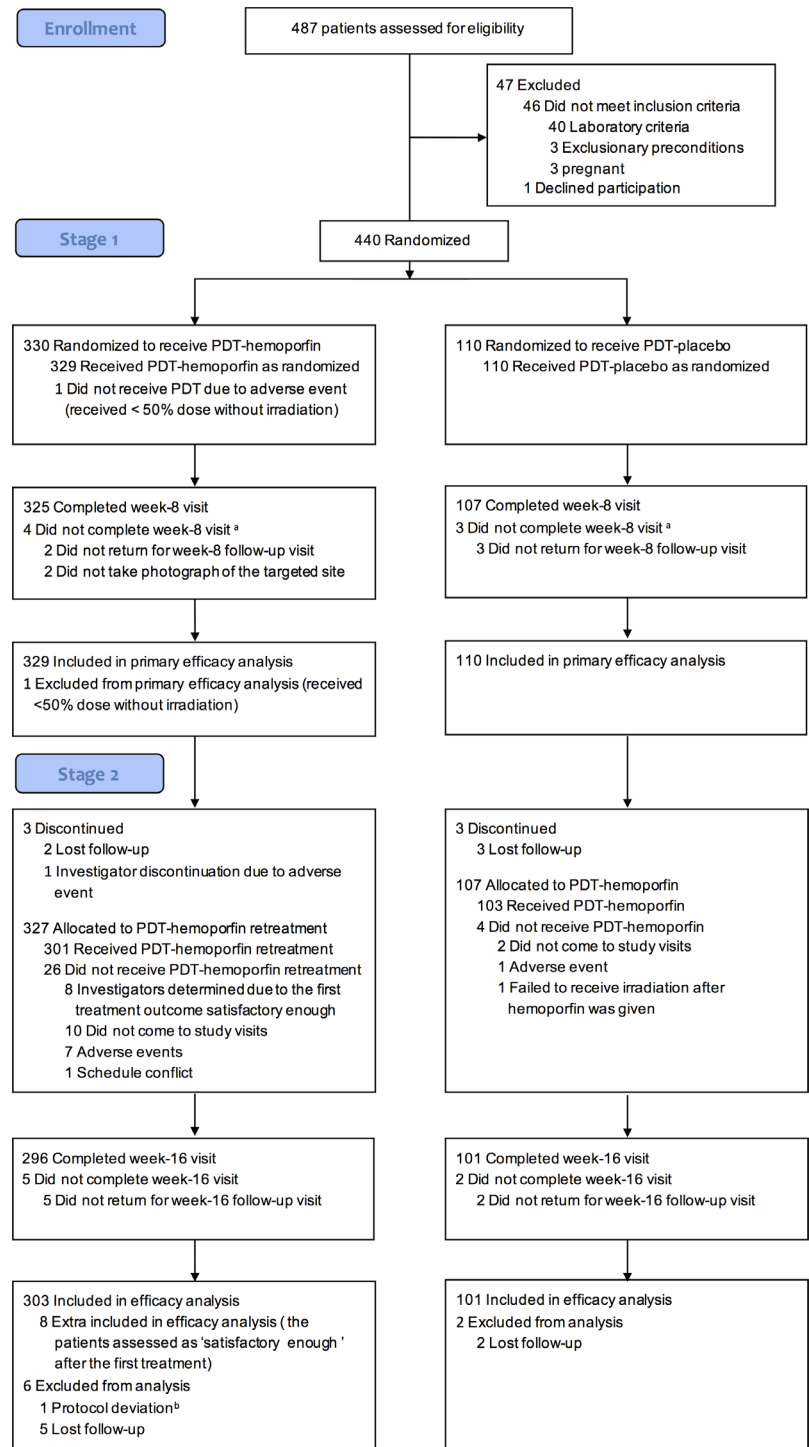 Enrollment
487 patients assessed for eligibility
47 Excluded
46 Did not meet inclusion criteria
40 Laboratory criteria
3 Exclusionary preconditions
3 pregnant
1 Declined participation
Stage 1
440 Randomized
330 Randomized to receive PDT-hemoporfin
329 Received PDT-hemoporfin as randomized
1 Did not receive PDT due to adverse event
(received < 50% dose without irradiation)
110 Randomized to receive PDT-placebo
110 Received PDT-placebo as randomized
325 Completed week-8 visit
4 Did not complete week-8 visit ᵃ
2 Did not return for week-8 follow-up visit
2 Did not take photograph of the targeted site
107 Completed week-8 visit
3 Did not complete week-8 visit ᵃ
3 Did not return for week-8 follow-up visit
329 Included in primary efficacy analysis
1 Excluded from primary efficacy analysis (received
<50% dose without irradiation)
110 Included in primary efficacy analysis
Stage 2
3 Discontinued
2 Lost follow-up
1 Investigator discontinuation due to adverse
event
327 Allocated to PDT-hemoporfin retreatment
301 Received PDT-hemoporfin retreatment
26 Did not receive PDT-hemoporfin retreatment
8 Investigators determined due to the first
treatment outcome satisfactory enough
10 Did not come to study visits
7 Adverse events
1 Schedule conflict
3 Discontinued
3 Lost follow-up
107 Allocated to PDT-hemoporfin
103 Received PDT-hemoporfin
4 Did not receive PDT-hemoporfin
2 Did not come to study visits
1 Adverse event
1 Failed to receive irradiation after
hemoporfin was given
296 Completed week-16 visit
5 Did not complete week-16 visit
5 Did not return for week-16 follow-up visit
101 Completed week-16 visit
2 Did not complete week-16 visit
2 Did not return for week-16 follow-up visit
303 Included in efficacy analysis
8 Extra included in efficacy analysis ( the
patients assessed as ‘satisfactory enough ’
after the first treatment)
6 Excluded from analysis
1 Protocol deviationᵇ
5 Lost follow-up
101 Included in efficacy analysis
2 Excluded from analysis
2 Lost follow-up